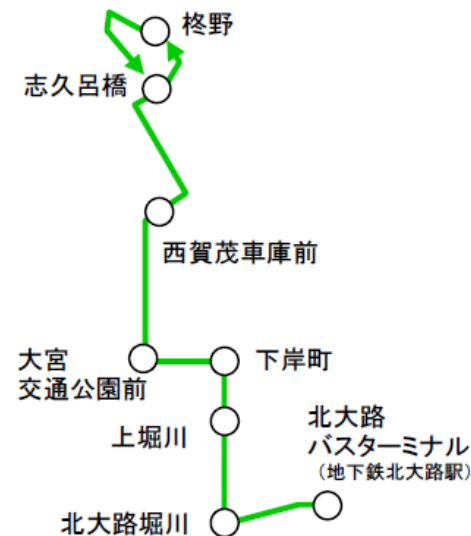 柊野
志久呂橋
西賀茂車庫前
大宮
交通公園前
下岸町
上堀川
北大路
バスターミナル
(地下鉄北大路駅)
北大路堀川